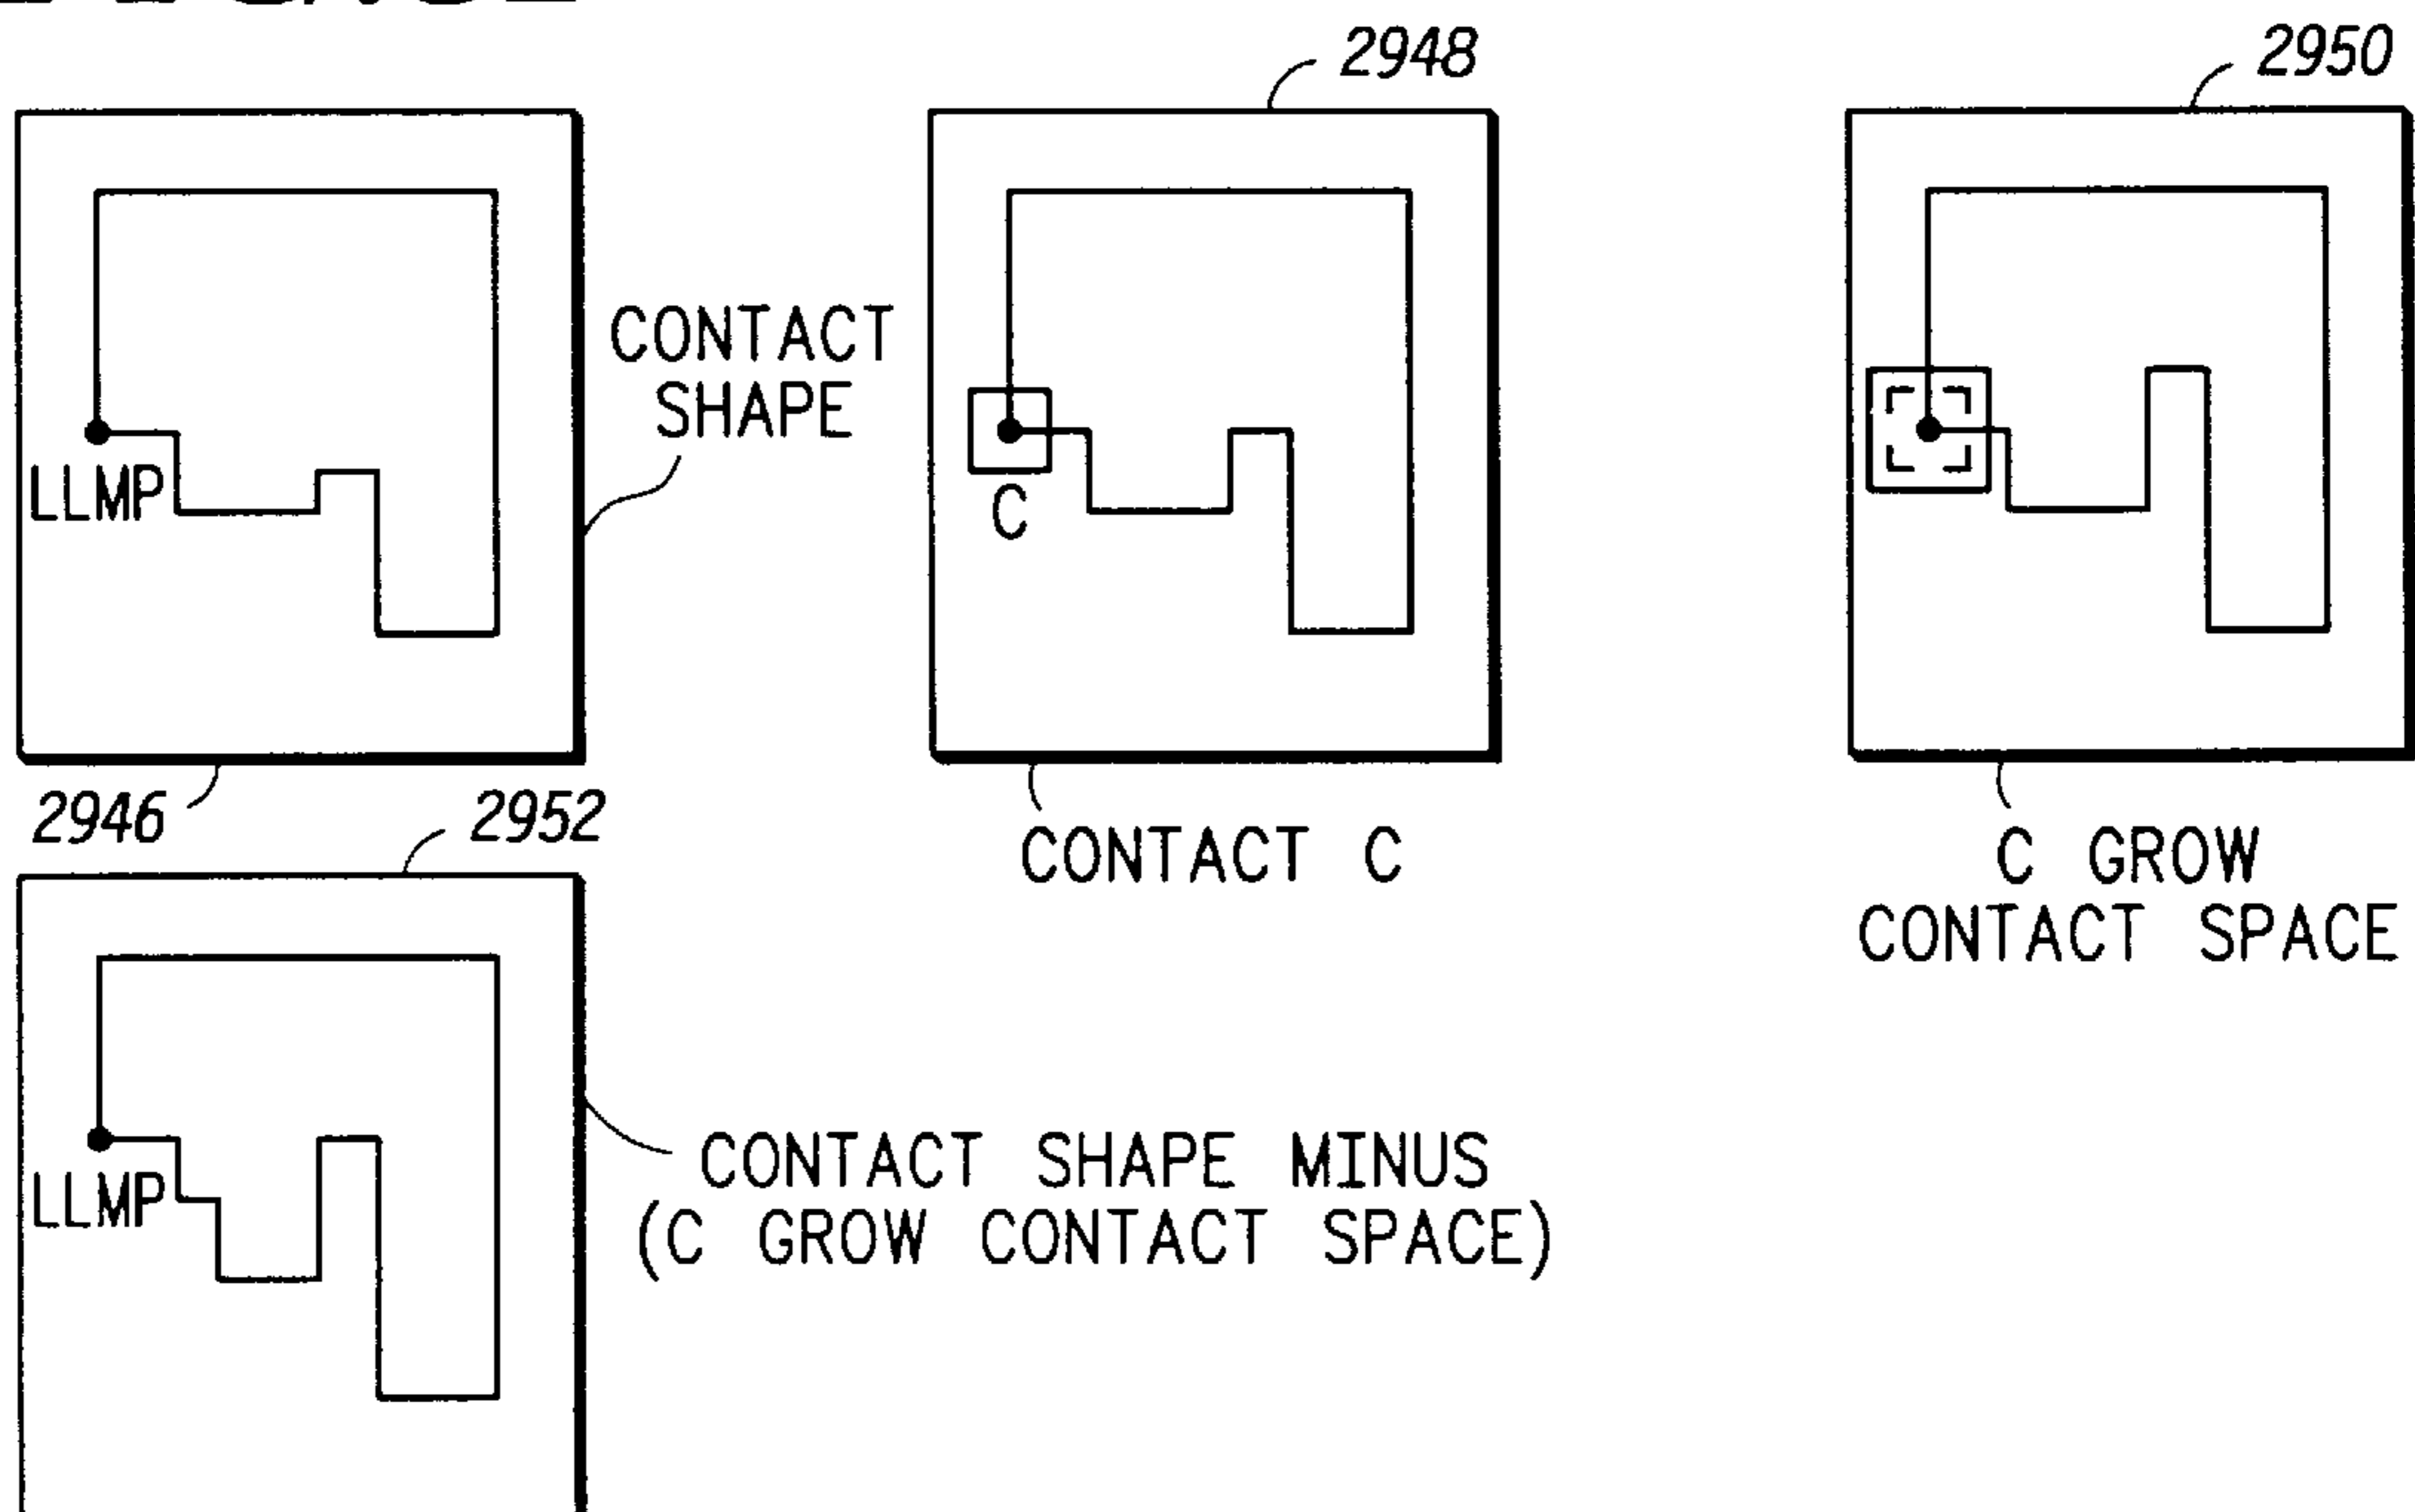 2948
2950
CONTACT
SHAPE
LLMP
C
2946
2952
CONTACT C
C GROW
CONTACT SPACE
LLMP
CONTACT SHAPE MINUS
(C GROW CONTACT SPACE)